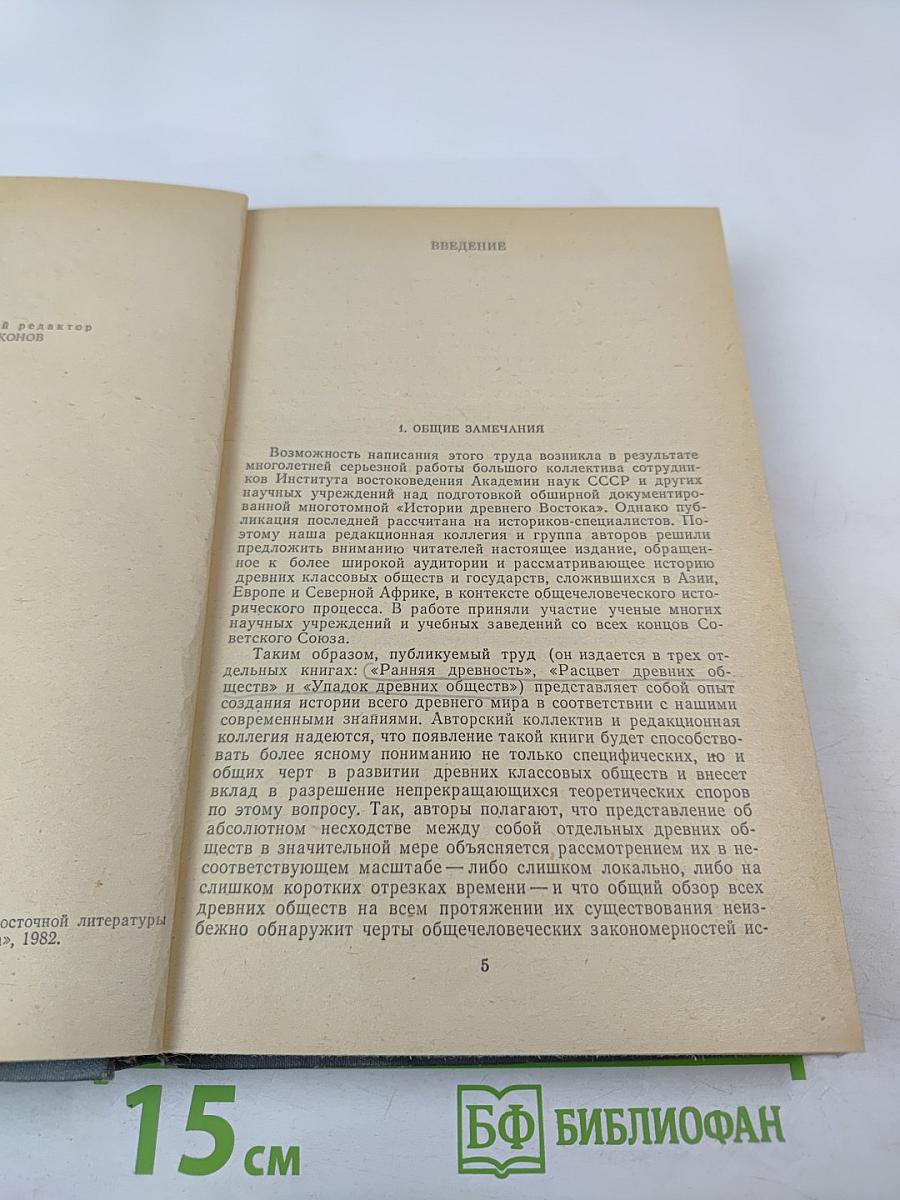 й редактор
КОНОВ
осточной литературы
», 1982.
ВВЕДЕНИЕ
1. ОБЩИЕ ЗАМЕЧАНИЯ
Возможность написания этого труда возникла в результате
многолетней серьезной работы большого коллектива сотрудни-
ков Института востоковедения Академии наук СССР и других
научных учреждений над подготовкой обширной документиро-
ванной многотомной «Истории древнего Востока». Однако пуб-
ликация последней рассчитана на историков-специалистов. По-
этому наша редакционная коллегия и группа авторов решили
предложить вниманию читателей настоящее издание, обращен-
ное к более широкой аудитории и рассматривающее историю
древних классовых обществ и государств, сложившихся в Азии,
Европе и Северной Африке, в контексте общечеловеческого исто-
рического процесса. В работе приняли участие ученые многих
научных учреждений и учебных заведений со всех концов Со-
ветского Союза.
Таким образом, публикуемый труд (он издается в трех от-
дельных книгах: «Ранняя древность», «Расцвет древних об-
ществ» и «Упадок древних обществ») представляет собой опыт
создания истории всего древнего мира в соответствии с нашими
современными знаниями. Авторский коллектив и редакционная
коллегия надеются, что появление такой книги будет способство-
вать более ясному пониманию не только специфических, но и
общих черт в развитии древних классовых обществ и внесет
вклад в разрешение непрекращающихся теоретических споров
по этому вопросу. Так, авторы полагают, что представление об
абсолютном несходстве между собой отдельных древних об-
ществ в значительной мере объясняется рассмотрением их в не-
соответствующем масштабе — либо слишком локально, либо на
слишком коротких отрезках времени — и что общий обзор всех
древних обществ на всем протяжении их существования неиз-
бежно обнаружит черты общечеловеческих закономерностей ис-
5
15 см
БФ БИБЛИОФАН